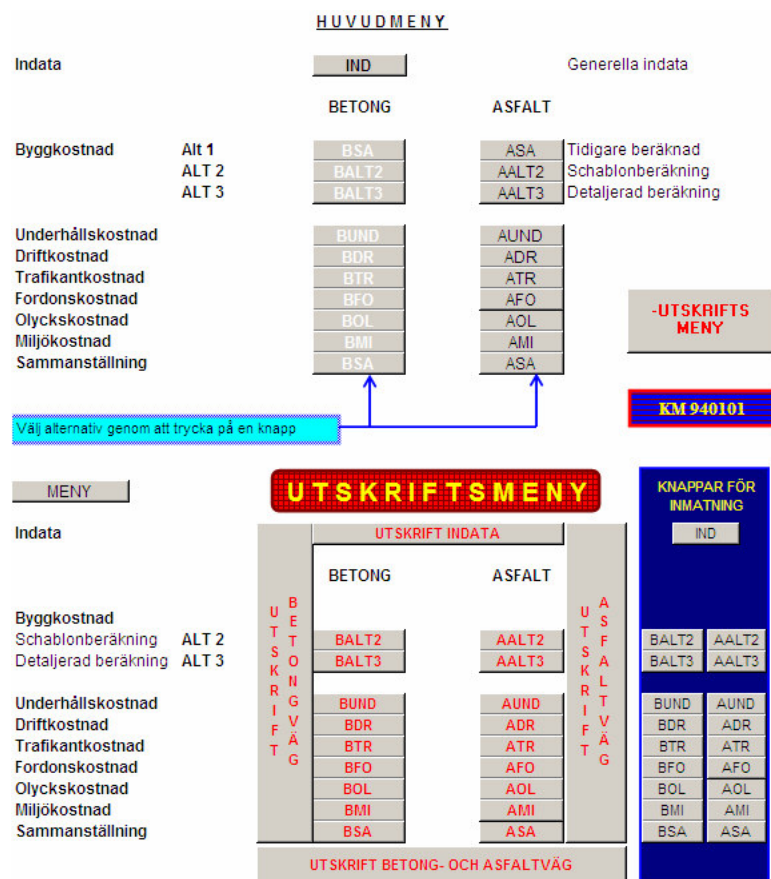 HUVUDMENY
Indata IND Generella indata
BETONG ASFALT
Byggkostnad Alt 1 BSA ASA Tidigare beräknad
ALT 2 BALT2 AALT2 Schablonberäkning
ALT 3 BALT3 AALT3 Detaljerad beräkning
Underhållskostnad BUND AUND
Driftkostnad BDR ADR
Trafikantkostnad BTR ATR
Fordonskostnad BFO AFO
Olyckskostnad BOL AOL
Miljökostnad BMI AMI
Sammanställning BSA ASA
-UTSKRIFTS
MENY
KM 940101
Välj alternativ genom att trycka på en knapp
MENY UTSKRIFTSMENY
KNAPPAR FÖR
INMATNING
Indata UTSKRIFT INDATA IND
BETONG ASFALT
UTSKRIFT BETONGVÄG
UTSKRIFT ASFALTVÄG
Byggkostnad
Schablonberäkning ALT 2 BALT2 AALT2 BALT2 AALT2
Detaljerad beräkning ALT 3 BALT3 AALT3 BALT3 AALT3
Underhållskostnad BUND AUND BUND AUND
Driftkostnad BDR ADR BDR ADR
Trafikantkostnad BTR ATR BTR ATR
Fordonskostnad BFO AFO BFO AFO
Olyckskostnad BOL AOL BOL AOL
Miljökostnad BMI AMI BMI AMI
Sammanställning BSA ASA BSA ASA
UTSKRIFT BETONG- OCH ASFALTVÄG